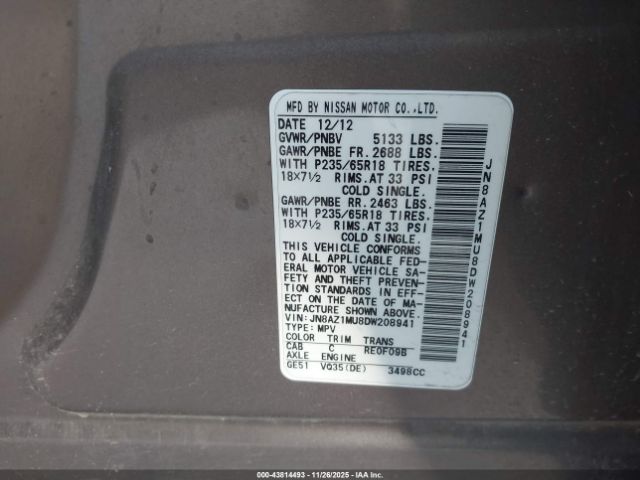 MFD BY NISSAN MOTOR CO.,LTD.
DATE 12/12
GVWR/PNBV 5133 LBS.
GAWR/PNBE FR. 2688 LBS.
WITH P235/65R18 TIRES.
18X7½ RIMS.AT 33 PSI
COLD SINGLE.
GAWR/PNBE RR. 2463 LBS.
WITH P235/65R18 TIRES.
18X7½ RIMS.AT 33 PSI
COLD SINGLE.
THIS VEHICLE CONFORMS
TO ALL APPLICABLE FED-
ERAL MOTOR VEHICLE SA-
FETY AND THEFT PREVEN-
TION STANDARDS IN EFF-
ECT ON THE DATE OF MA-
NUFACTURE SHOWN ABOVE.
VIN: JN8AZ1MU8DW208941
TYPE: MPV
COLOR TRIM TRANS
CAB C RE0F09B
AXLE ENGINE
GE51 VQ35(DE) 3498CC
JN8AZ1MU8DW208941
000-43814493 - 11/26/2025 - IAA Inc.